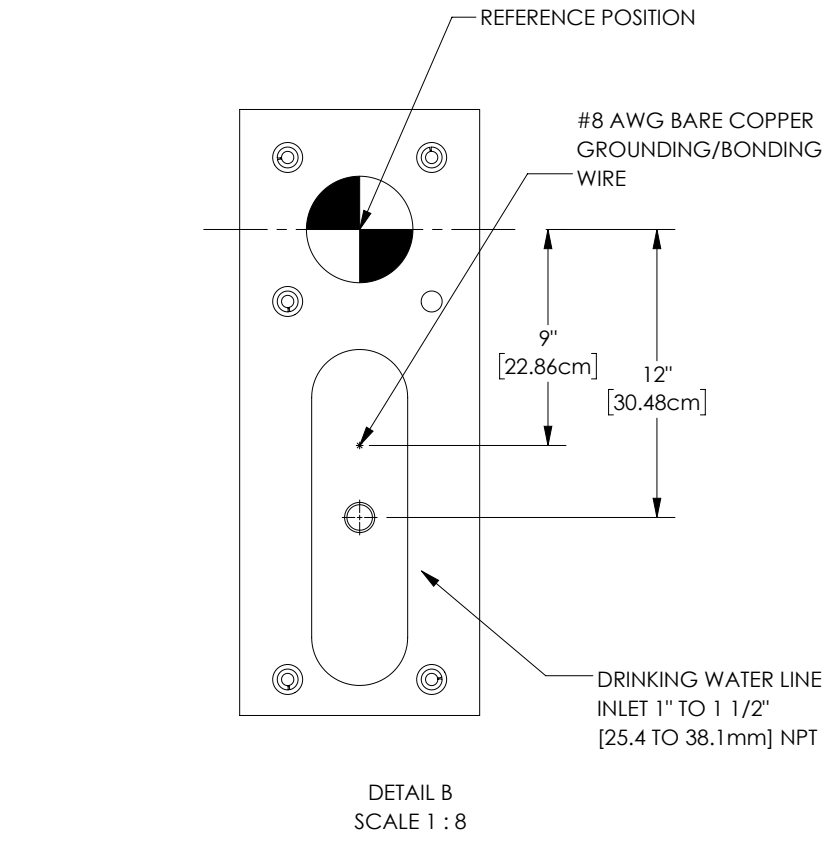 REFERENCE POSITION
#8 AWG BARE COPPER
GROUNDING/BONDING
WIRE
9"
[22.86cm]
12"
[30.48cm]
DRINKING WATER LINE
INLET 1" TO 1 1/2"
[25.4 TO 38.1mm] NPT
DETAIL B
SCALE 1 : 8